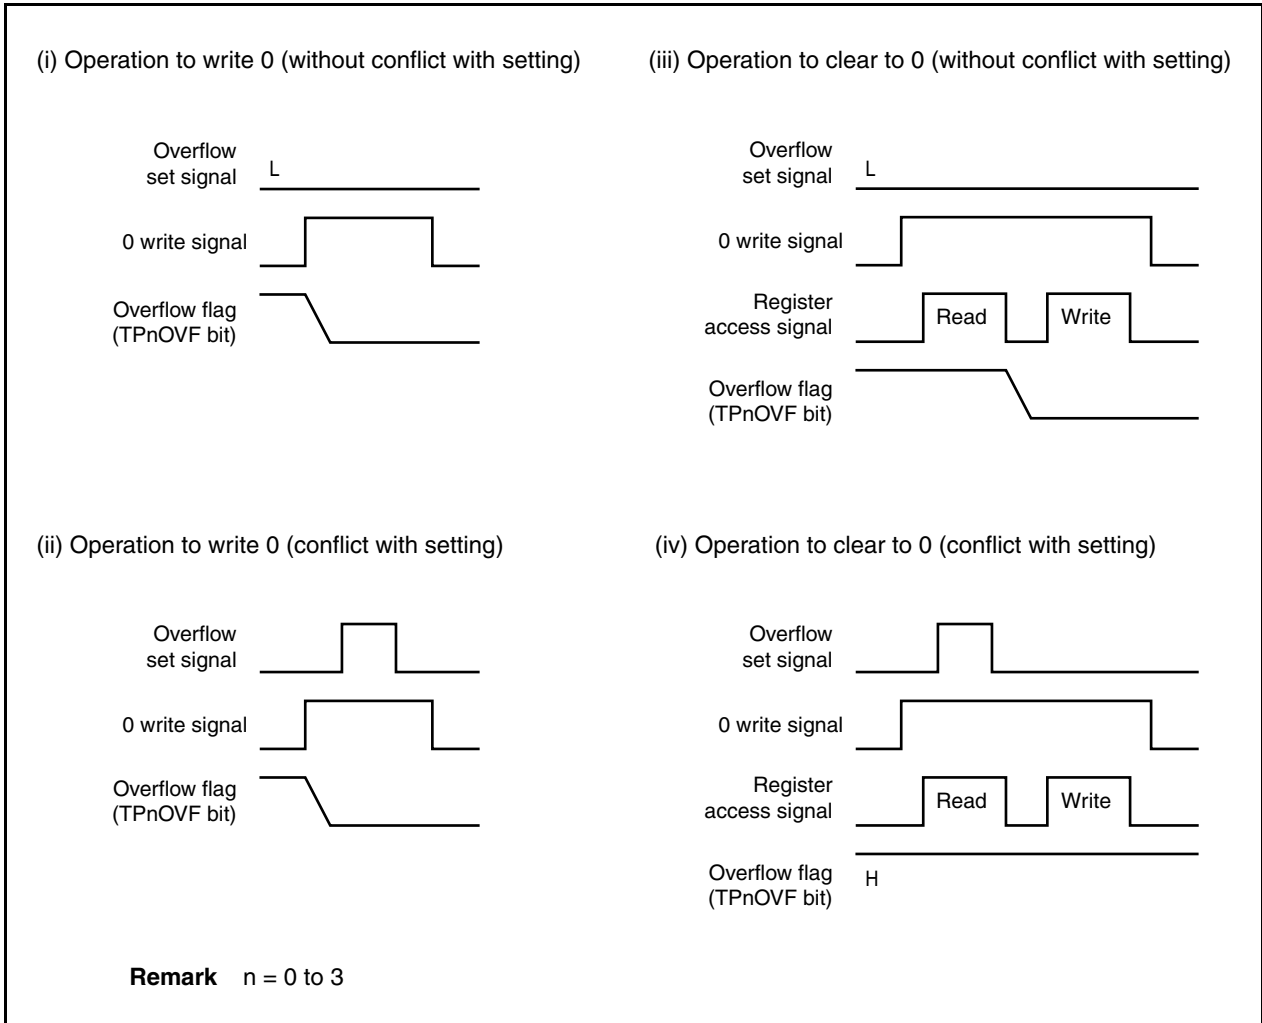 (i) Operation to write 0 (without conflict with setting)
Overflow
set signal
L
0 write signal
Overflow flag
(TPnOVF bit)
(iii) Operation to clear to 0 (without conflict with setting)
Overflow
set signal
L
0 write signal
Register
access signal
Read
Write
Overflow flag
(TPnOVF bit)
(ii) Operation to write 0 (conflict with setting)
Overflow
set signal
0 write signal
Overflow flag
(TPnOVF bit)
(iv) Operation to clear to 0 (conflict with setting)
Overflow
set signal
0 write signal
Register
access signal
Read
Write
Overflow flag
(TPnOVF bit)
H
Remark n = 0 to 3